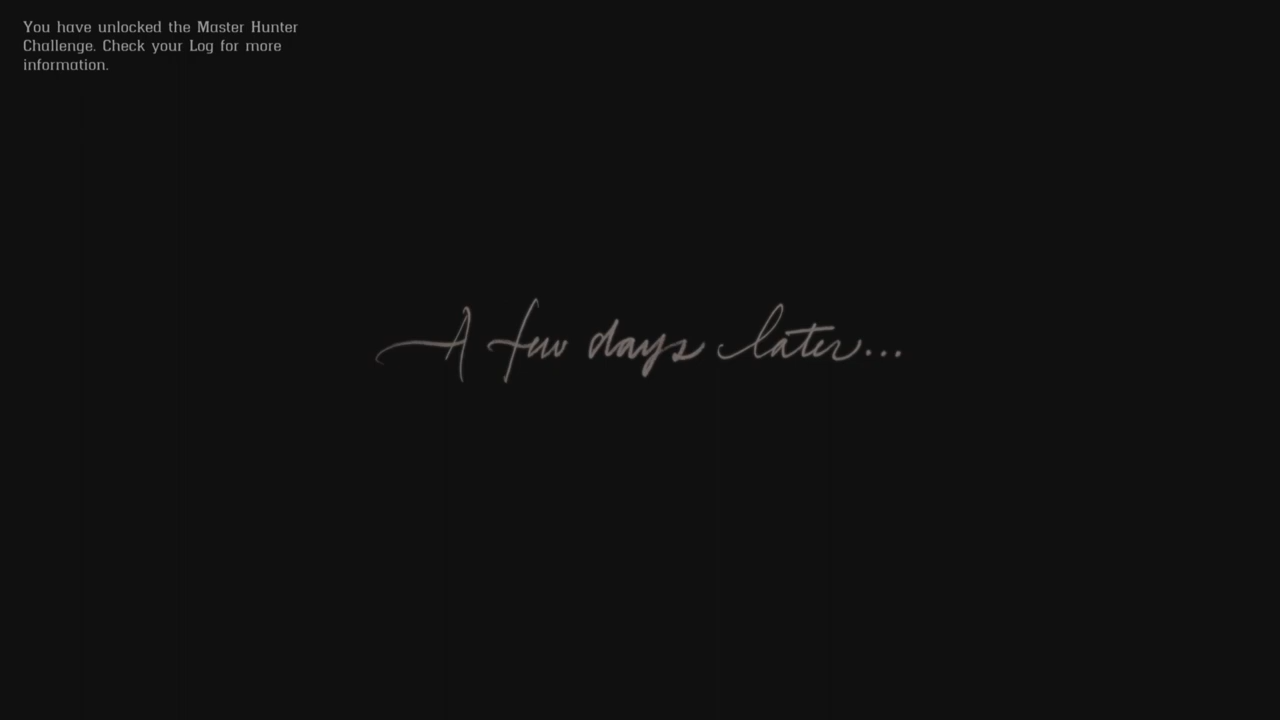 You have unlocked the Master Hunter
Challenge. Check your Log for more
information.
A few days later...